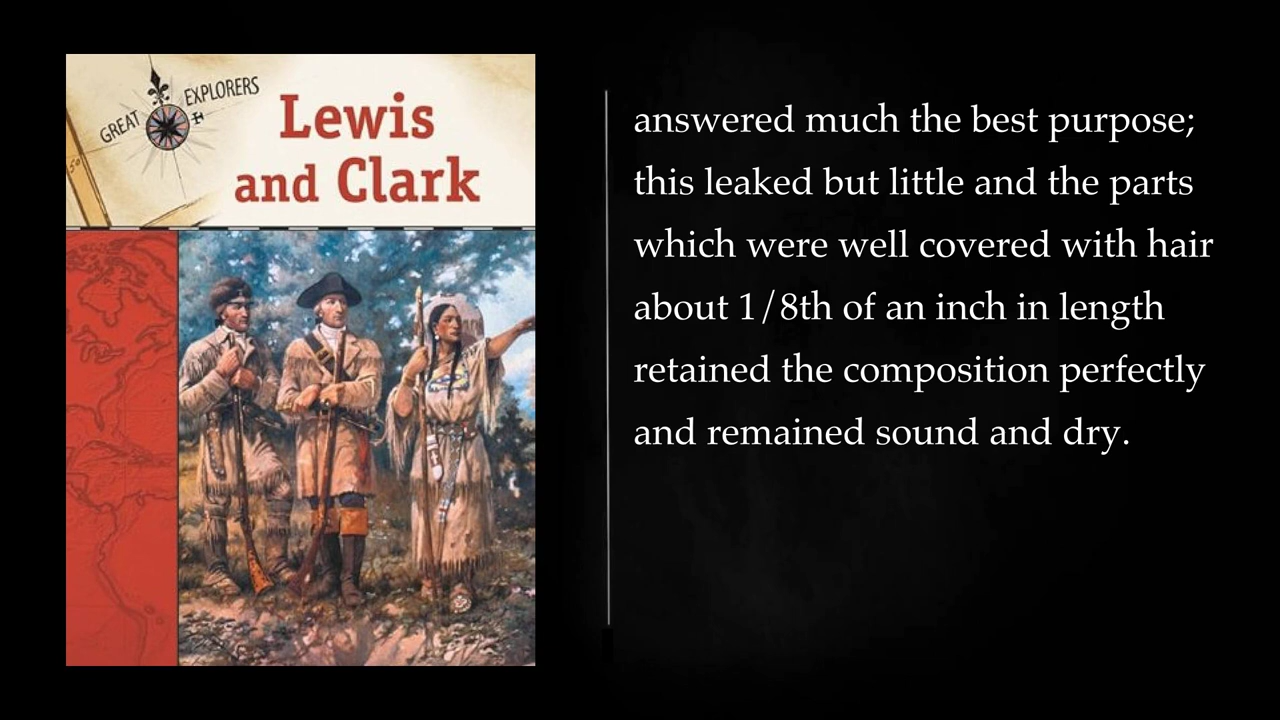 GREAT EXPLORERS
Lewis
and Clark
answered much the best purpose;
this leaked but little and the parts
which were well covered with hair
about 1/8th of an inch in length
retained the composition perfectly
and remained sound and dry.